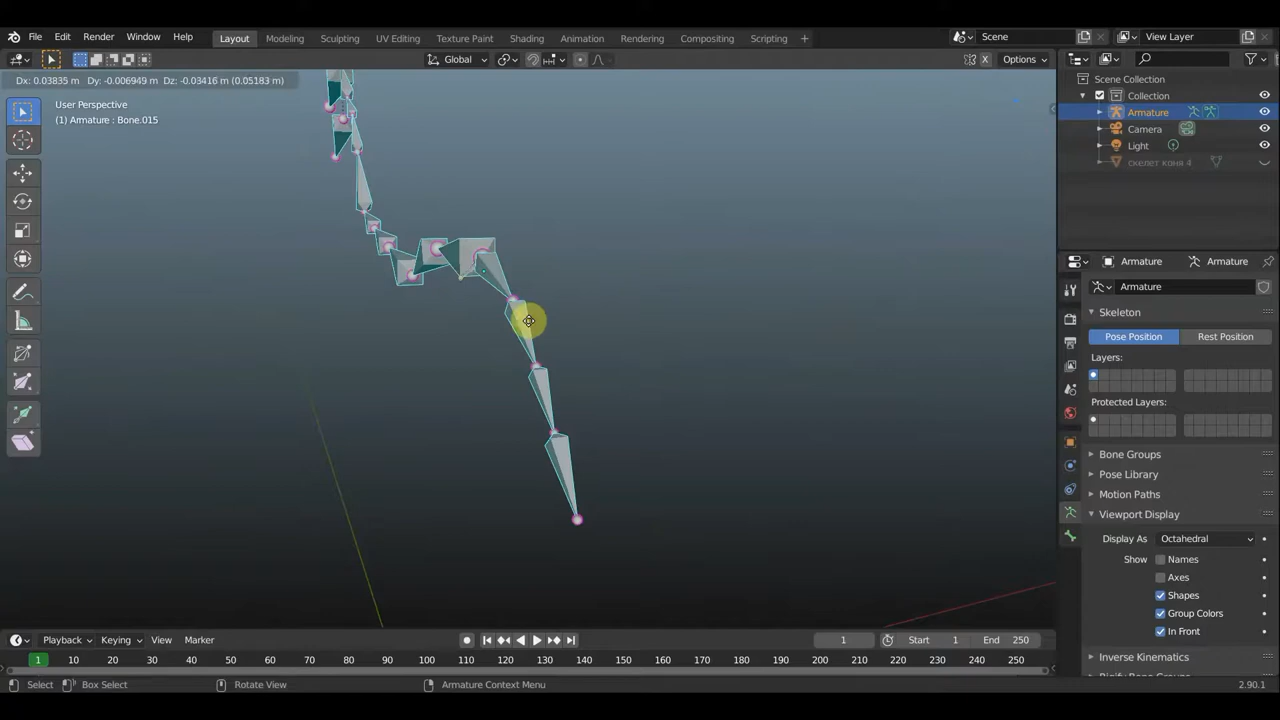 File Edit Render Window Help Layout Modeling Sculpting UV Editing Texture Paint Shading Animation Rendering Compositing Scripting + Scene View Layer
Global X Options
Dx: 0.03835 m Dy: -0.006949 m Dz: -0.03416 m (0.05183 m)
User Perspective
(1) Armature : Bone.015
Scene Collection
Collection
Armature
Camera
Light
скелет коня 4
Armature Armature
Armature
Skeleton
Pose Position Rest Position
Layers:
Protected Layers:
Bone Groups
Pose Library
Motion Paths
Viewport Display
Display As Octahedral
Show Names
Axes
Shapes
Group Colors
In Front
Inverse Kinematics
Playback Keying View Marker 1 Start 1 End 250
1 10 20 30 40 50 60 70 80 90 100 110 120 130 140 150 160 170 180 190 200 210 220 230 240 250
Select Box Select Rotate View Armature Context Menu 2.90.1